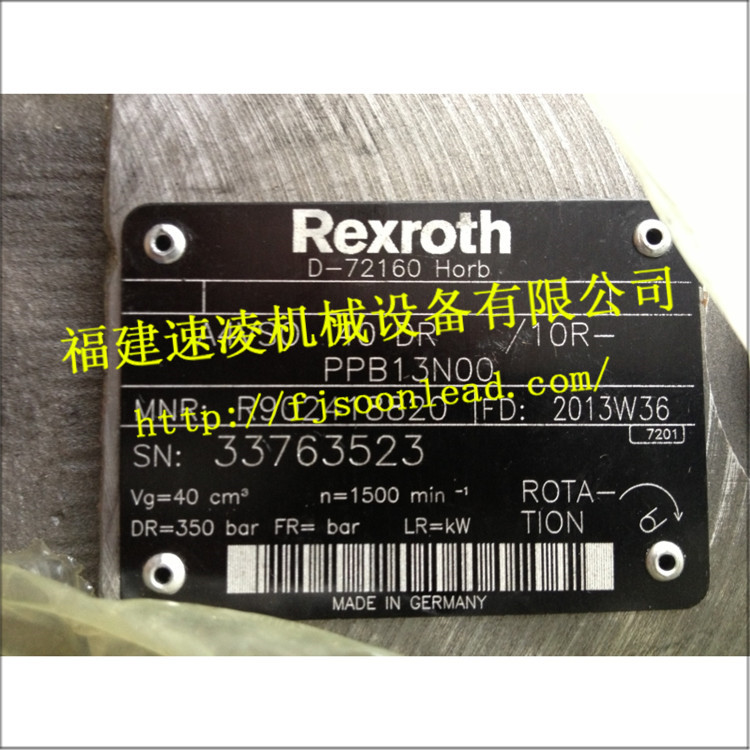 Rexroth
D-72160 Horb
福建速凌机械设备有限公司
DR /10R-
PPB13N00
http://fjsoonlead.com/
MNR: FD: 2013W36
7201
SN: 33763523
Vg=40 cm³ n=1500 min -1 ROTA-
DR=350 bar FR= bar LR=kW TION
MADE IN GERMANY